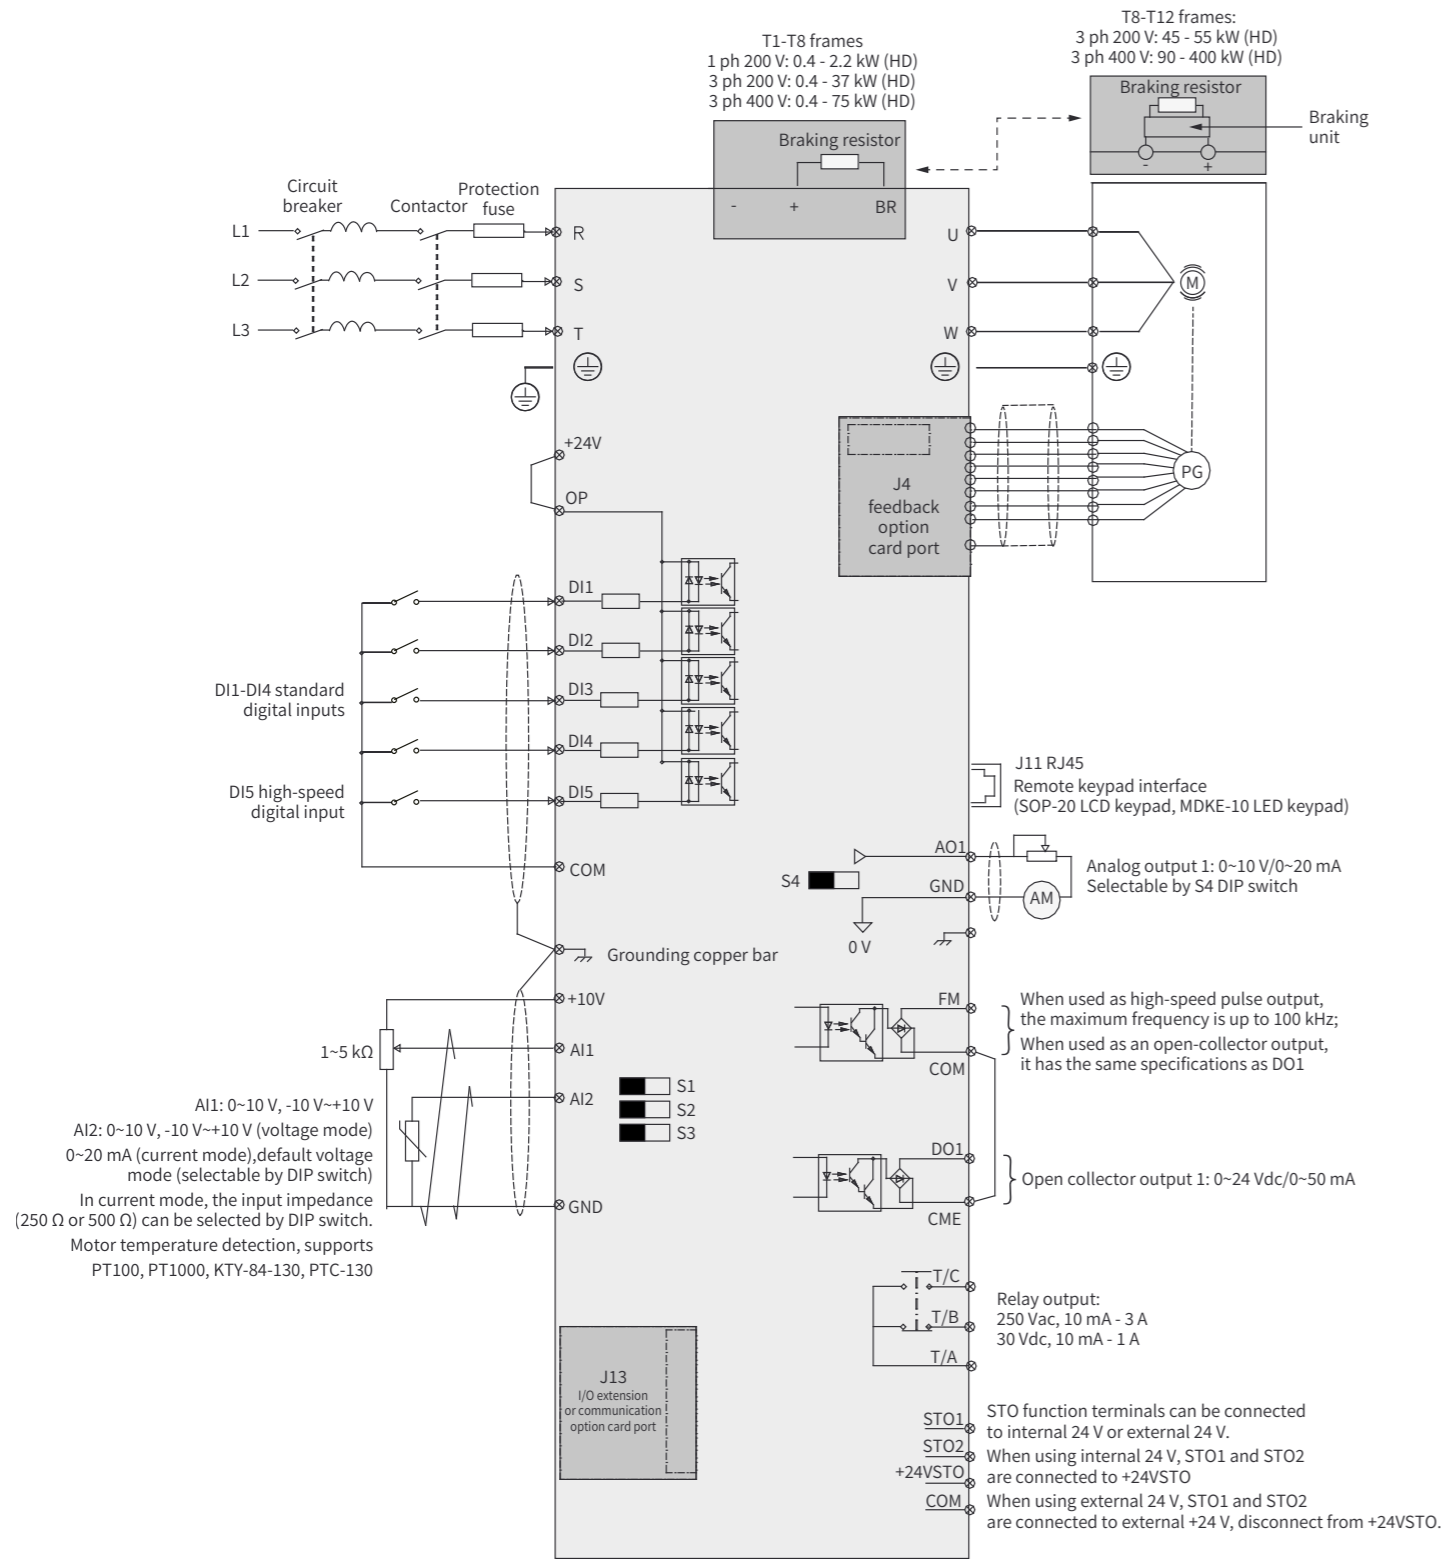 T1-T8 frames
1 ph 200 V: 0.4 - 2.2 kW (HD)
3 ph 200 V: 0.4 - 37 kW (HD)
3 ph 400 V: 0.4 - 75 kW (HD)
T8-T12 frames:
3 ph 200 V: 45 - 55 kW (HD)
3 ph 400 V: 90 - 400 kW (HD)
Braking resistor
- +
Braking
unit
Braking resistor
- + BR
Circuit
breaker
Contactor
Protection
fuse
L1
R
U
L2
S
V
M
L3
T
W
+24V
OP
J4
feedback
option
card port
PG
DI1
DI2
DI1-DI4 standard
digital inputs
DI3
DI4
DI5 high-speed
digital input
DI5
COM
J11 RJ45
Remote keypad interface
(SOP-20 LCD keypad, MDKE-10 LED keypad)
AO1
S4
GND
AM
0 V
Analog output 1: 0~10 V/0~20 mA
Selectable by S4 DIP switch
Grounding copper bar
+10V
1~5 kΩ
AI1
AI2
S1
S2
S3
AI1: 0~10 V, -10 V~+10 V
AI2: 0~10 V, -10 V~+10 V (voltage mode)
0~20 mA (current mode),default voltage
mode (selectable by DIP switch)
In current mode, the input impedance
(250 Ω or 500 Ω) can be selected by DIP switch.
Motor temperature detection, supports
PT100, PT1000, KTY-84-130, PTC-130
GND
FM
COM
When used as high-speed pulse output,
the maximum frequency is up to 100 kHz;
When used as an open-collector output,
it has the same specifications as DO1
DO1
CME
Open collector output 1: 0~24 Vdc/0~50 mA
T/C
T/B
T/A
Relay output:
250 Vac, 10 mA - 3 A
30 Vdc, 10 mA - 1 A
J13
I/O extension
or communication
option card port
STO1
STO2
+24VSTO
COM
STO function terminals can be connected
to internal 24 V or external 24 V.
When using internal 24 V, STO1 and STO2
are connected to +24VSTO
When using external 24 V, STO1 and STO2
are connected to external +24 V, disconnect from +24VSTO.